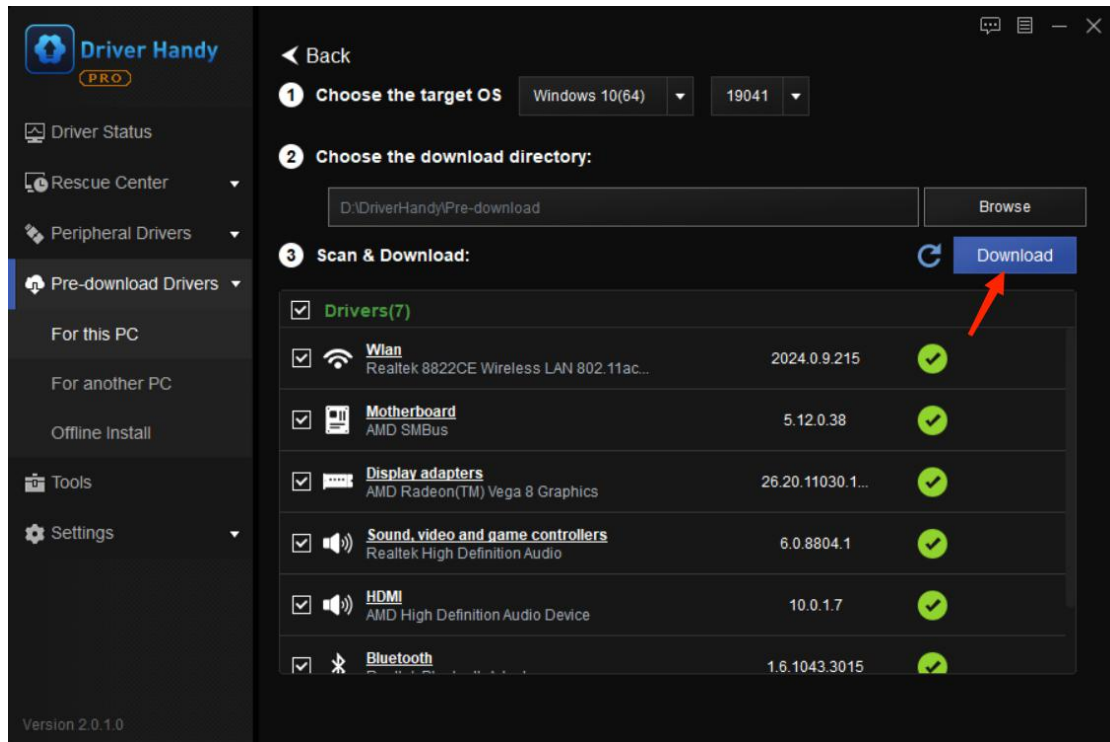 Driver Handy
PRO
Back
1 Choose the target OS Windows 10(64) 19041
2 Choose the download directory:
D:\DriverHandy\Pre-download Browse
3 Scan & Download: Download
Driver Status
Rescue Center
Peripheral Drivers
Pre-download Drivers
For this PC
For another PC
Offline Install
Tools
Settings
Version 2.0.1.0
Drivers(7)
Wlan
Realtek 8822CE Wireless LAN 802.11ac... 2024.0.9.215
Motherboard
AMD SMBus 5.12.0.38
Display adapters
AMD Radeon(TM) Vega 8 Graphics 26.20.11030.1...
Sound, video and game controllers
Realtek High Definition Audio 6.0.8804.1
HDMI
AMD High Definition Audio Device 10.0.1.7
Bluetooth 1.6.1043.3015